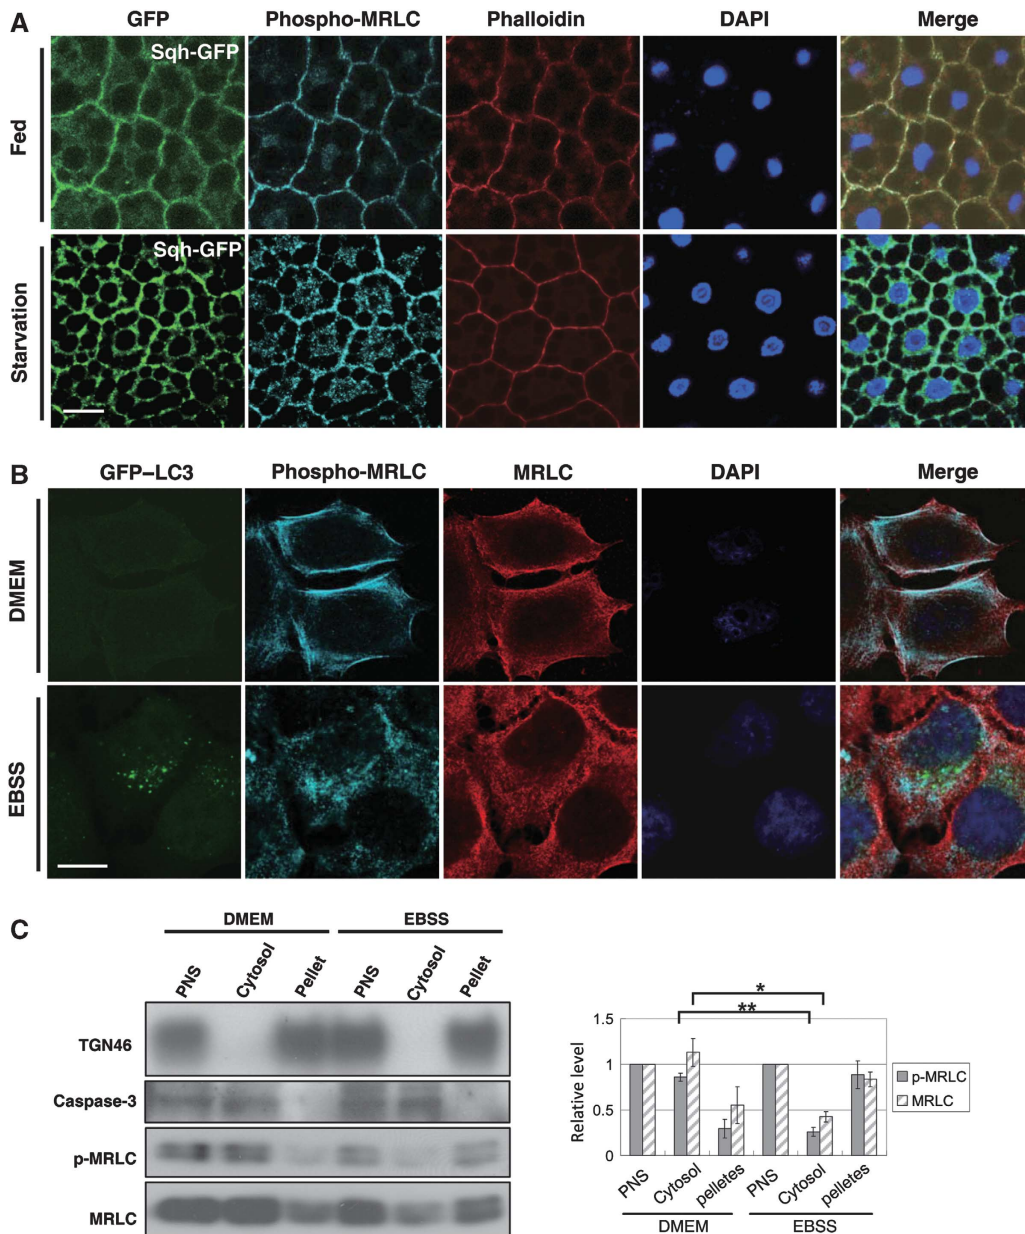 A
GFP
Phospho-MRLC
Phalloidin
DAPI
Merge
Fed
Sqh-GFP
Starvation
Sqh-GFP
B
GFP–LC3
Phospho-MRLC
MRLC
DAPI
Merge
DMEM
EBSS
C
DMEM
EBSS
PNS
Cytosol
Pellet
PNS
Cytosol
Pellet
TGN46
Caspase-3
p-MRLC
MRLC
*
**
Relative level
1.5
1
0.5
0
p-MRLC
MRLC
PNS
Cytosol
pelletes
PNS
Cytosol
pelletes
DMEM
EBSS